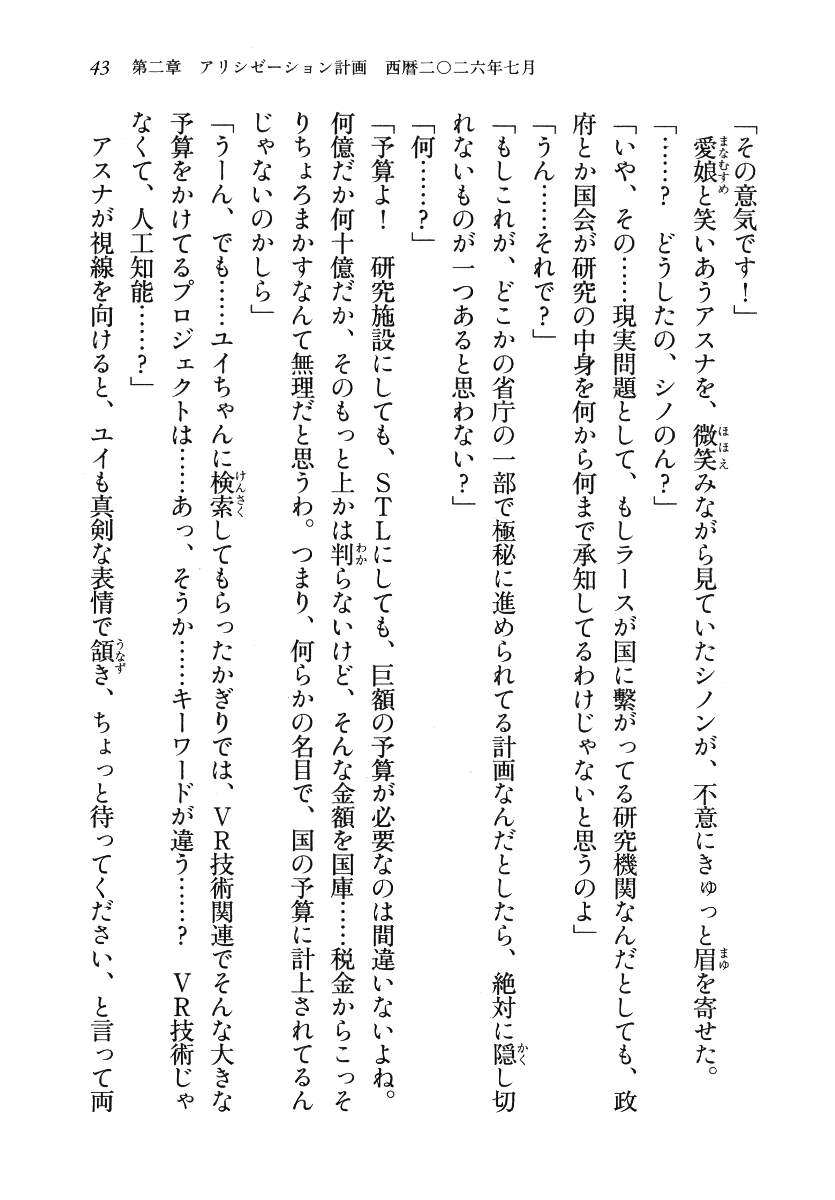 43　第二章　アリシゼーション計画　西暦二〇二六年七月
「その意気です！」
　愛娘と笑いあうアスナを、微笑みながら見ていたシノンが、不意にきゅっと眉を寄せた。
「……？　どうしたの、シノのん？」
「いや、その……現実問題として、もしラースが国に繋がってる研究機関なんだとしても、政
府とか国会が研究の中身を何から何まで承知してるわけじゃないと思うのよ」
「うん……それで？」
「もしこれが、どこかの省庁の一部で極秘に進められてる計画なんだとしたら、絶対に隠し切
れないものが一つあると思わない？」
「何……？」
「予算よ！　研究施設にしても、ＳＴＬにしても、巨額の予算が必要なのは間違いないよね。
何億だか何十億だか、そのもっと上かは判らないけど、そんな金額を国庫……税金からこっそ
りちょろまかすなんて無理だと思うわ。つまり、何らかの名目で、国の予算に計上されてるん
じゃないのかしら」
「うーん、でも……ユイちゃんに検索してもらったかぎりでは、ＶＲ技術関連でそんな大きな
予算をかけてるプロジェクトは……あっ、そうか……キーワードが違う……？　ＶＲ技術じゃ
なくて、人工知能……？」
　アスナが視線を向けると、ユイも真剣な表情で頷き、ちょっと待ってください、と言って両